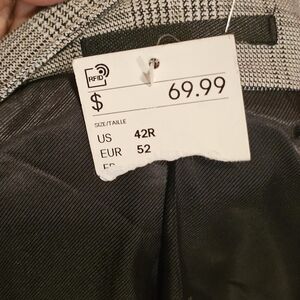 RFID
$ 69.99
SIZE/TAILLE
US 42R
EUR 52